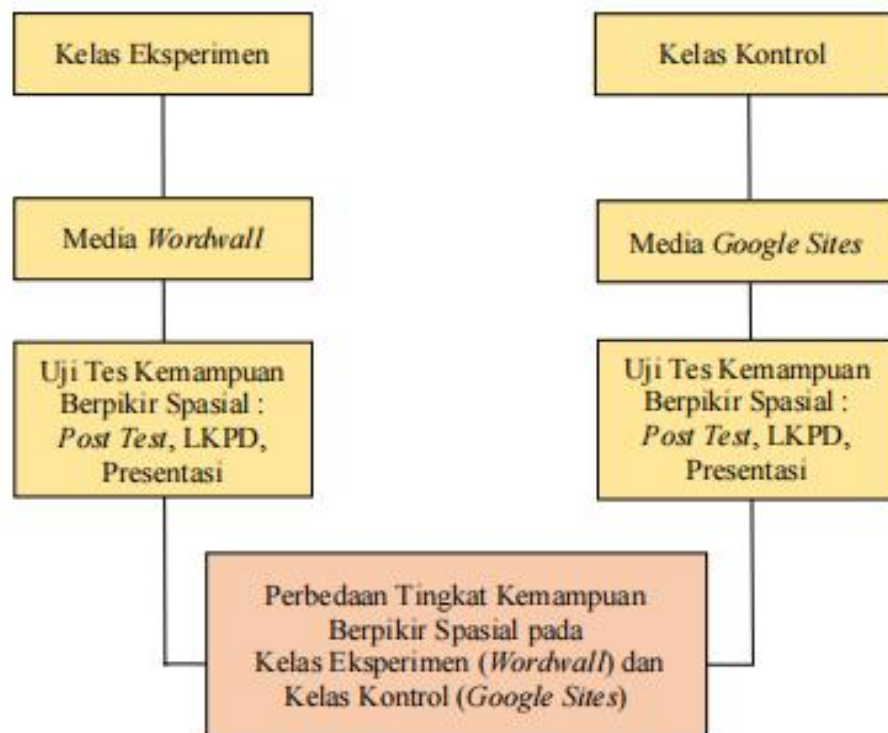 Kelas Eksperimen
Kelas Kontrol
Media Wordwall
Media Google Sites
Uji Tes Kemampuan
Berpikir Spasial :
Post Test, LKPD,
Presentasi
Uji Tes Kemampuan
Berpikir Spasial :
Post Test, LKPD,
Presentasi
Perbedaan Tingkat Kemampuan
Berpikir Spasial pada
Kelas Eksperimen (Wordwall) dan
Kelas Kontrol (Google Sites)